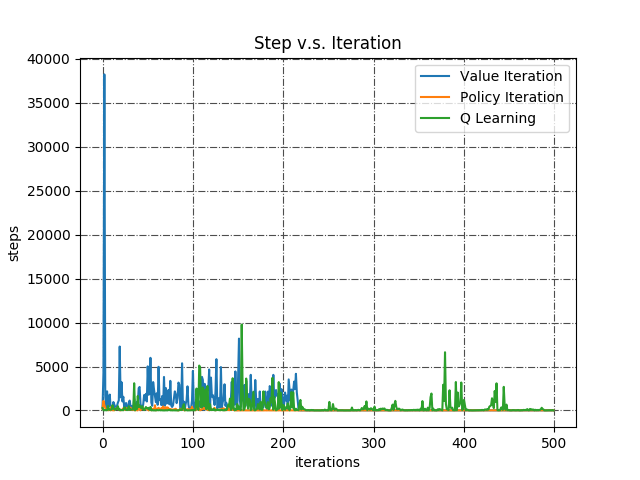 Step v.s. Iteration
40000
35000
30000
25000
20000
15000
10000
5000
0
steps
Value Iteration
Policy Iteration
Q Learning
0 100 200 300 400 500
iterations